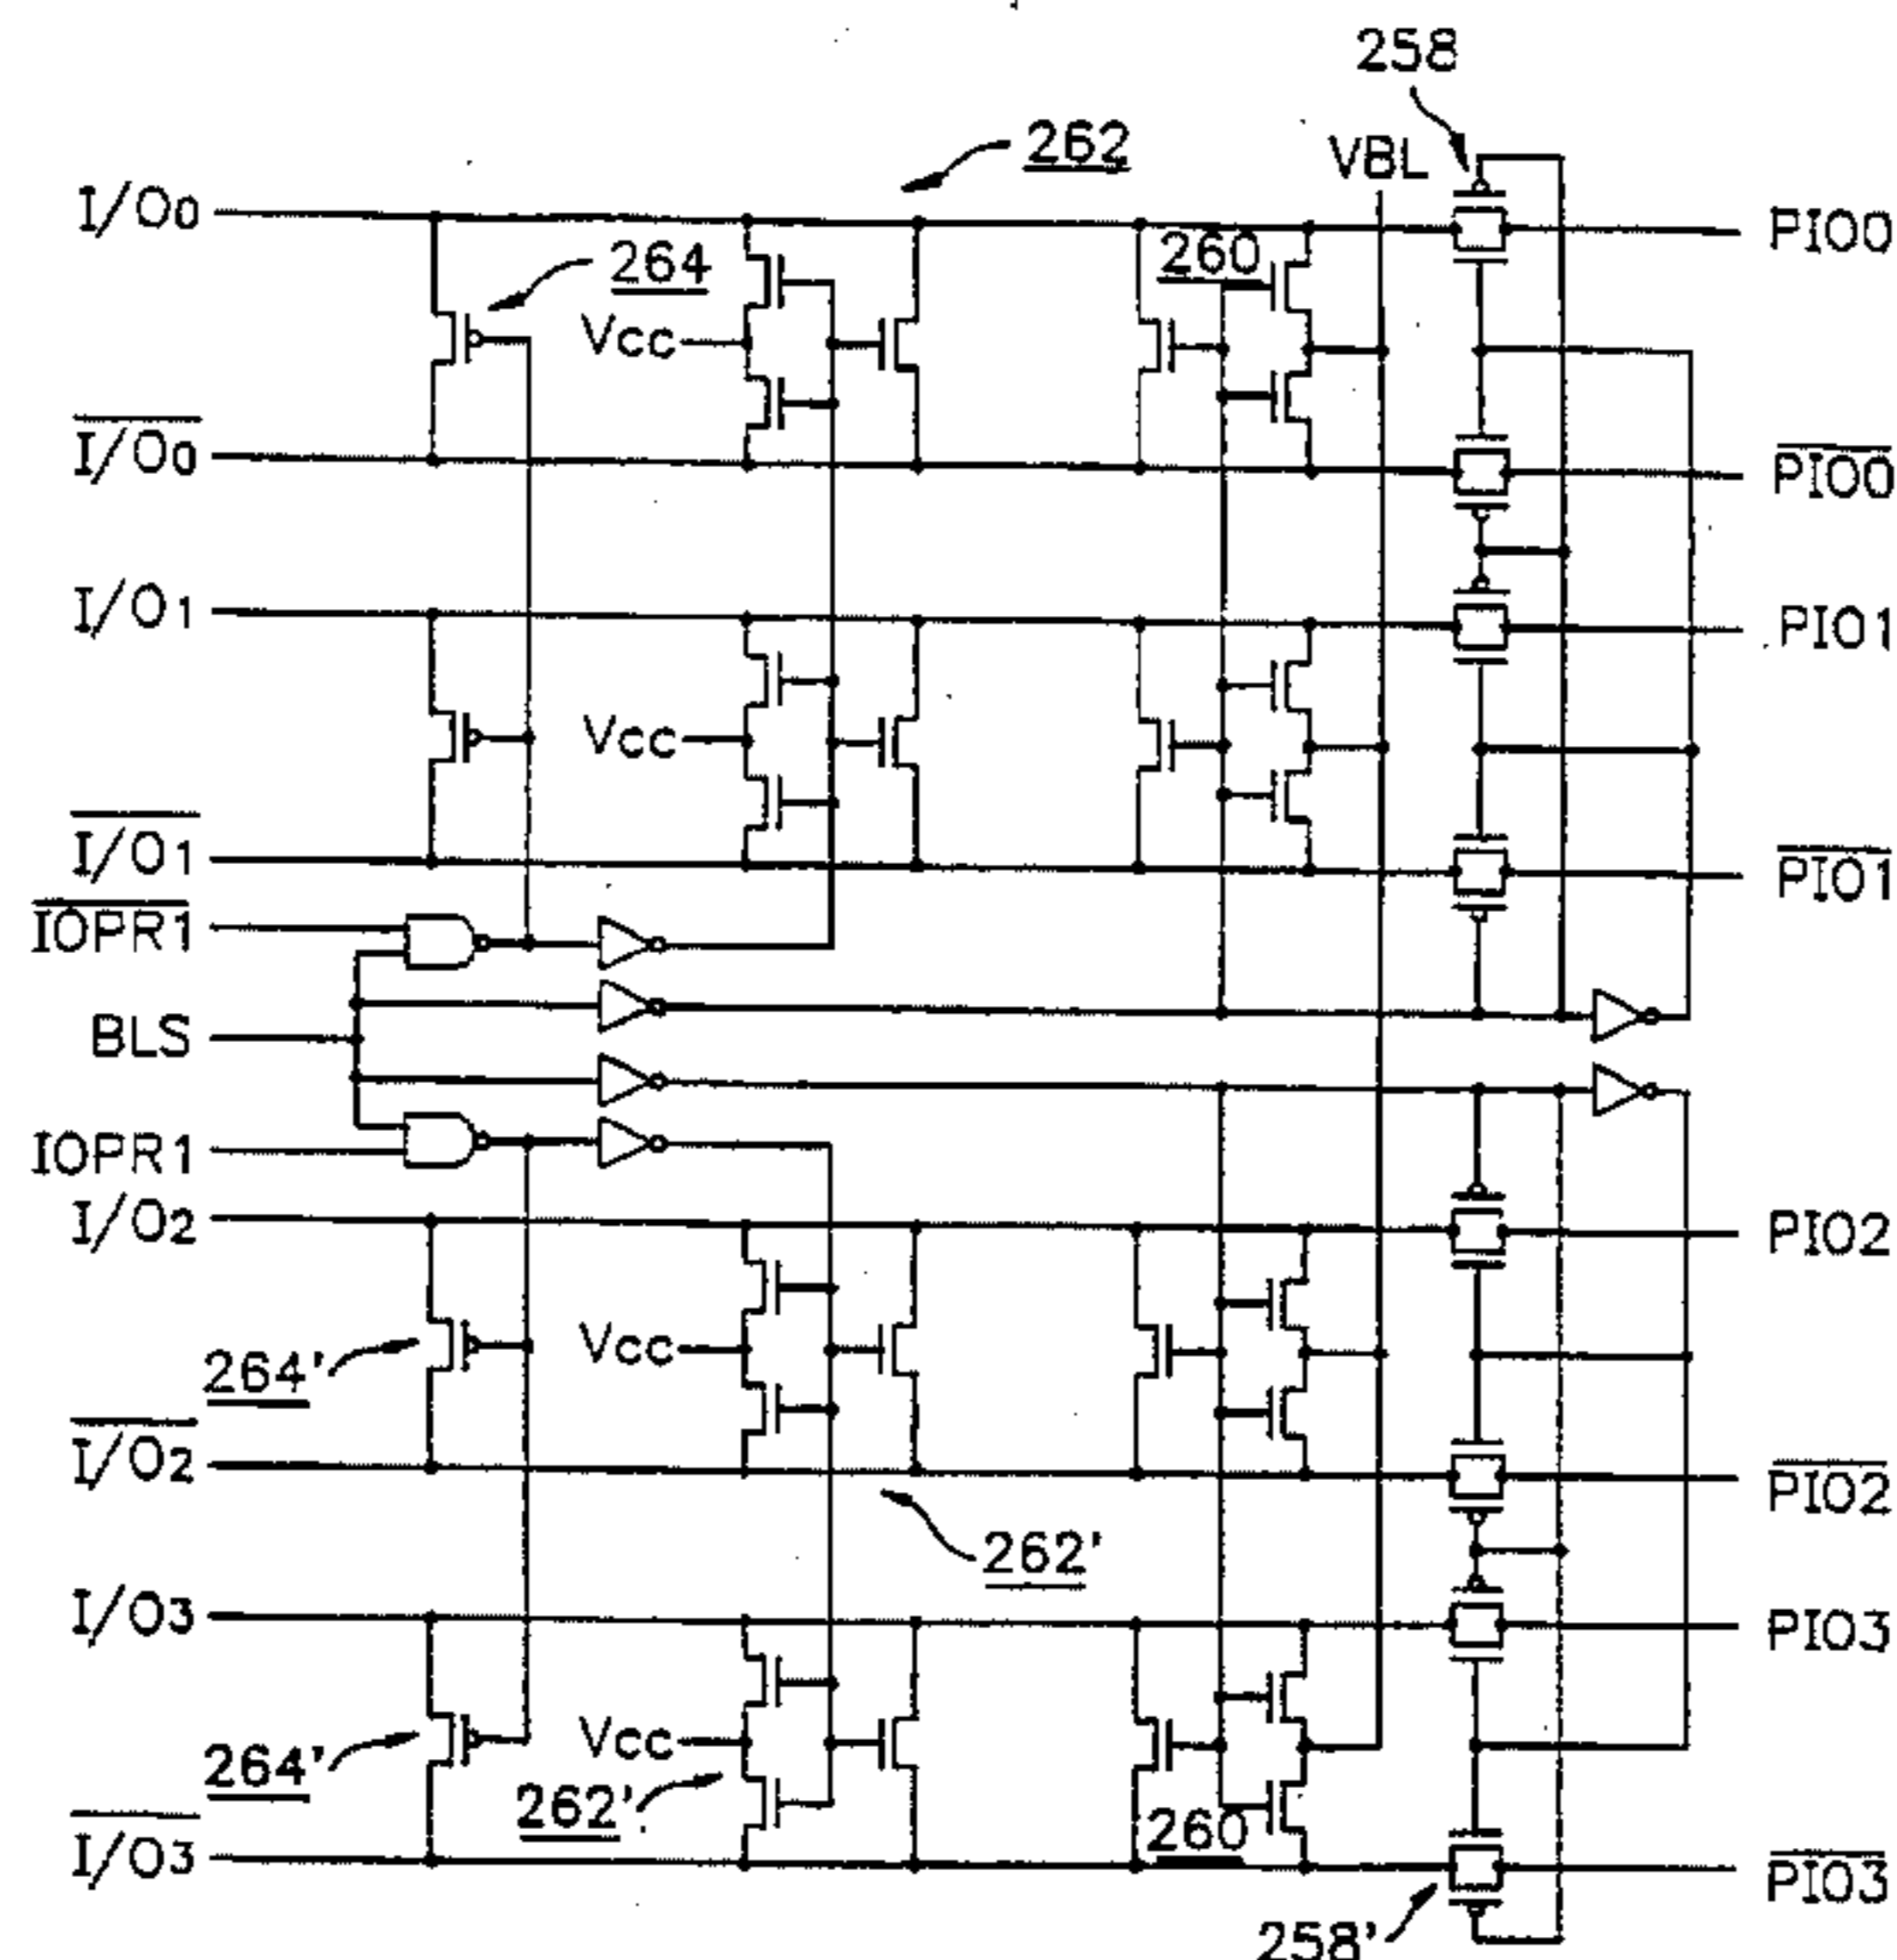 258
262
VBL
I/O0
PIO0
264
260
Vcc
I/O0
PIO0
I/O1
PIO1
Vcc
I/O1
PIO1
IOPR1
BLS
IOPR1
I/O2
PIO2
Vcc
264'
I/O2
PIO2
262'
I/O3
PIO3
Vcc
264'
262'
260
I/O3
PIO3
258'